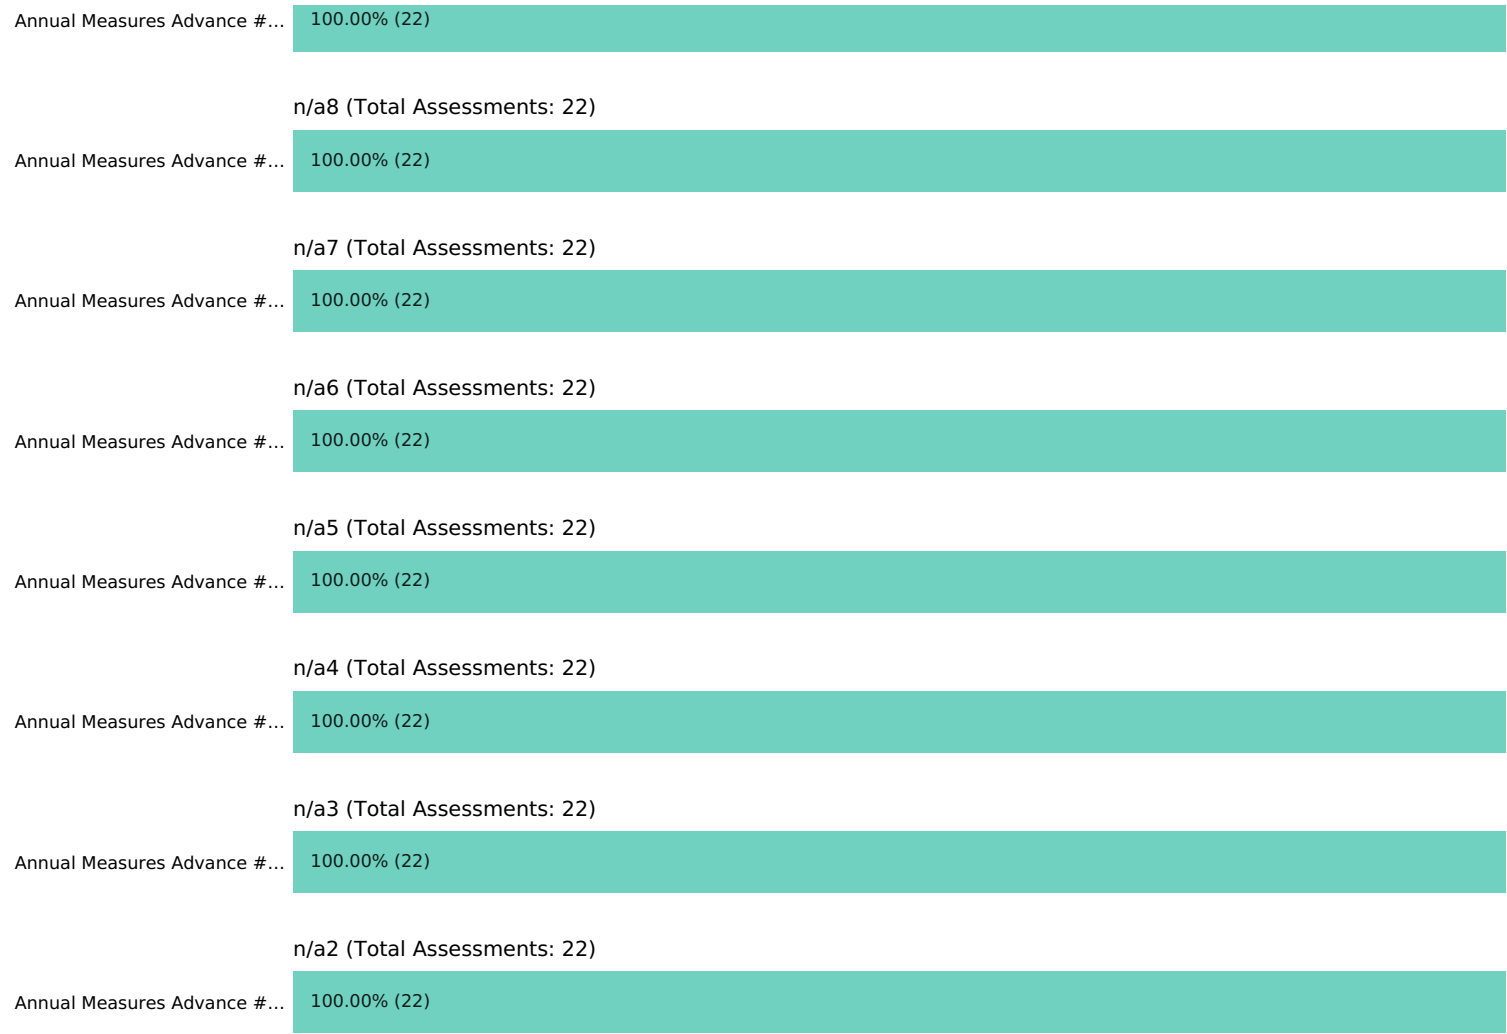 Annual Measures Advance #... 100.00% (22)
n/a8 (Total Assessments: 22)
Annual Measures Advance #... 100.00% (22)
n/a7 (Total Assessments: 22)
Annual Measures Advance #... 100.00% (22)
n/a6 (Total Assessments: 22)
Annual Measures Advance #... 100.00% (22)
n/a5 (Total Assessments: 22)
Annual Measures Advance #... 100.00% (22)
n/a4 (Total Assessments: 22)
Annual Measures Advance #... 100.00% (22)
n/a3 (Total Assessments: 22)
Annual Measures Advance #... 100.00% (22)
n/a2 (Total Assessments: 22)
Annual Measures Advance #... 100.00% (22)